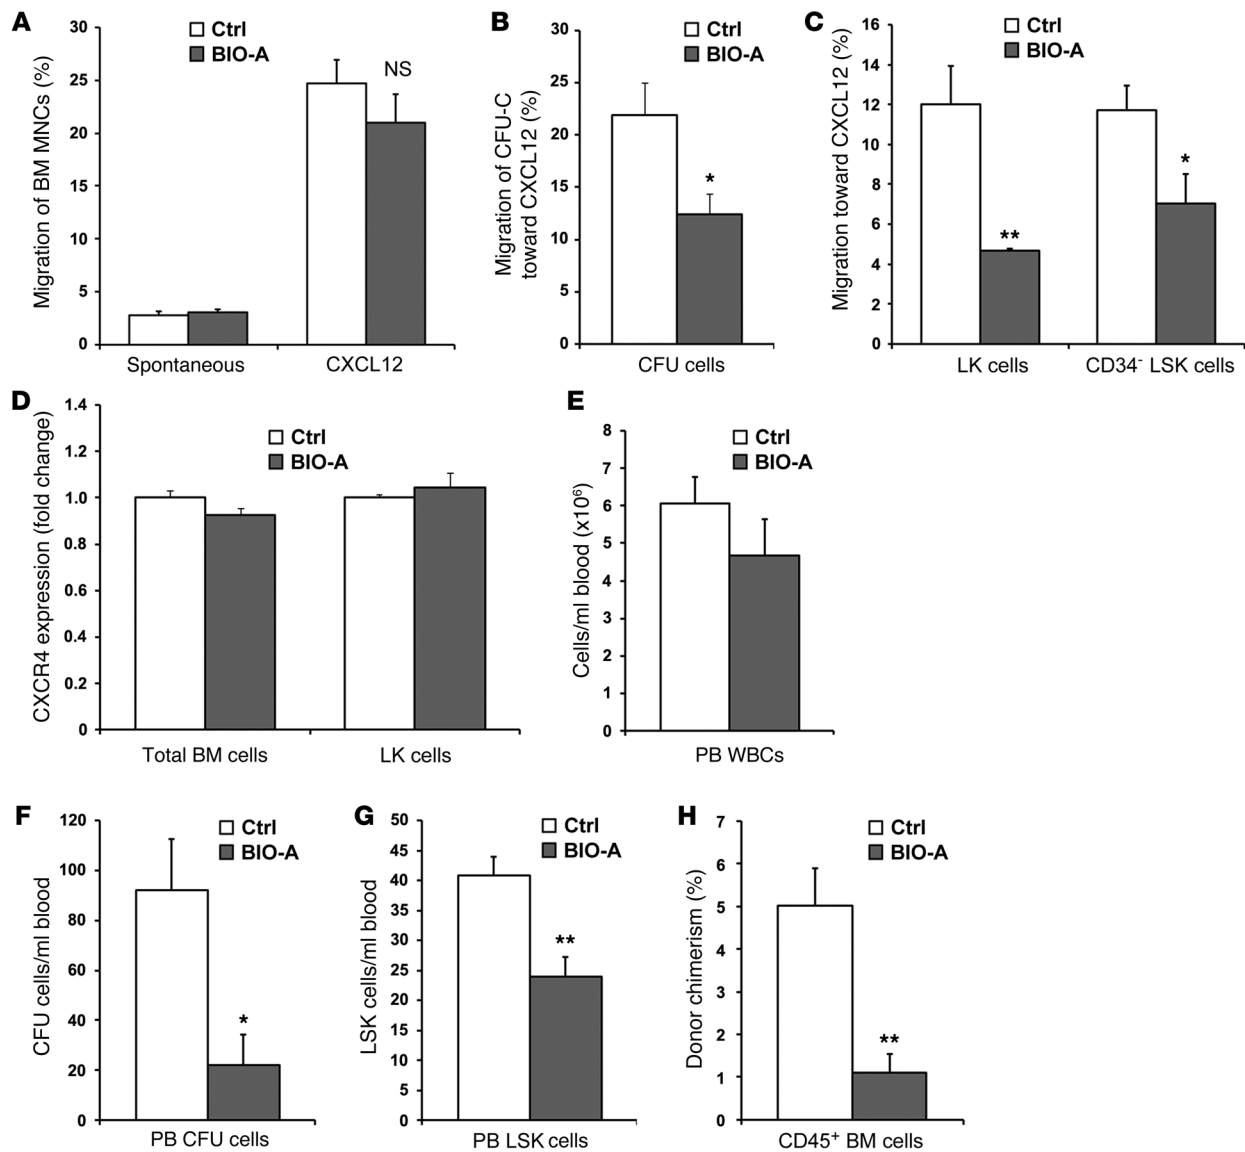 A
Migration of BM MNCs (%)
30
25
20
15
10
5
0
Ctrl
BIO-A
NS
Spontaneous
CXCL12
B
Migration of CFU-C
toward CXCL12 (%)
30
25
20
15
10
5
0
Ctrl
BIO-A
*
CFU cells
C
Migration toward CXCL12 (%)
16
14
12
10
8
6
4
2
0
Ctrl
BIO-A
**
*
LK cells
CD34⁻ LSK cells
D
CXCR4 expression (fold change)
1.4
1.2
1.0
0.8
0.6
0.4
0.2
0
Ctrl
BIO-A
Total BM cells
LK cells
E
Cells/ml blood (x10⁶)
8
7
6
5
4
3
2
1
0
Ctrl
BIO-A
PB WBCs
F
CFU cells/ml blood
120
100
80
60
40
20
0
Ctrl
BIO-A
*
PB CFU cells
G
LSK cells/ml blood
50
45
40
35
30
25
20
15
10
5
0
Ctrl
BIO-A
**
PB LSK cells
H
Donor chimerism (%)
7
6
5
4
3
2
1
0
Ctrl
BIO-A
**
CD45⁺ BM cells